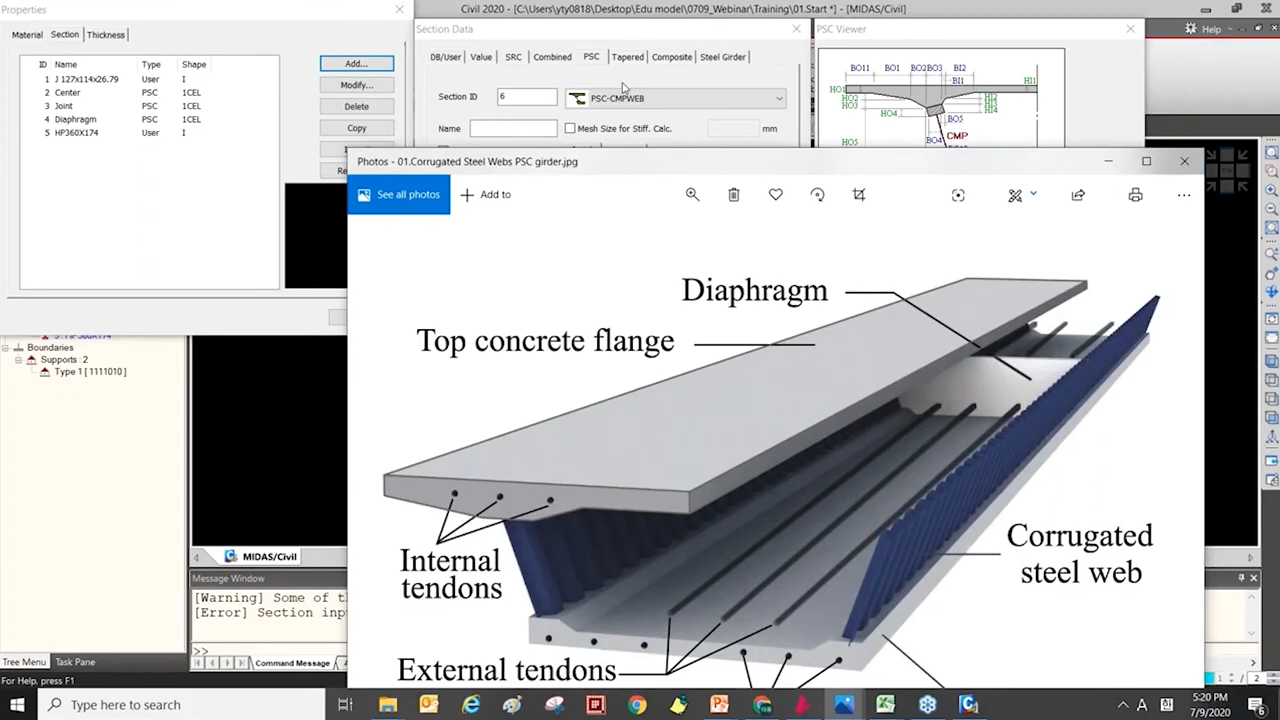 Properties
Material Section Thickness
ID Name Type Shape
1 J 127x114x26.79 User I
2 Center PSC 1CEL
3 Joint PSC 1CEL
4 Diaphragm PSC 1CEL
5 HP360X174 User I
Add...
Modify...
Delete
Copy
Civil 2020 - [C:\Users\yty0818\Desktop\Edu model\0709_Webinar\Training\01.Start *] - [MIDAS/Civil]
Help
Section Data
DB/User Value SRC Combined PSC Tapered Composite Steel Girder
Section ID 6 PSC-CMPWEB
Name Mesh Size for Stiff. Calc. mm
PSC Viewer
BO11 BO1 BO2 BO3 BI2
BI1
HO1 HI1
HO2
HO3
HO4
BO5
HO5 BO4
CMP
Photos - 01.Corrugated Steel Webs PSC girder.jpg
See all photos
Add to
Diaphragm
Top concrete flange
Internal
tendons
Corrugated
steel web
External tendons
Boundaries
Supports : 2
Type 1 [ 1111010 ]
MIDAS/Civil
Message Window
[Warning] Some of th
[Error] Section inpu
>>
Command Message
Tree Menu Task Pane
For Help, press F1
2
Type here to search
A
5:20 PM
7/9/2020
6